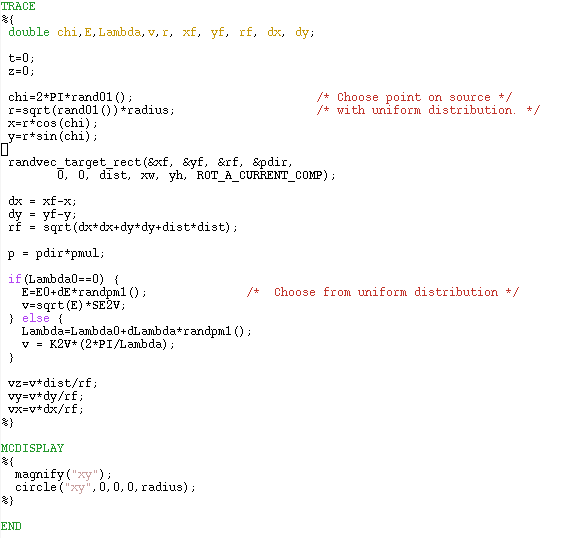 TRACE
%{
double chi,E,Lambda,v,r, xf, yf, rf, dx, dy;
t=0;
z=0;
chi=2*PI*rand01(); /* Choose point on source */
r=sqrt(rand01())*radius; /* with uniform distribution. */
x=r*cos(chi);
y=r*sin(chi);
randvec_target_rect(&xf, &yf, &rf, &pdir,
0, 0, dist, xw, yh, ROT_A_CURRENT_COMP);
dx = xf-x;
dy = yf-y;
rf = sqrt(dx*dx+dy*dy+dist*dist);
p = pdir*pmul;
if(Lambda0==0) {
E=E0+dE*randpm1(); /* Choose from uniform distribution */
v=sqrt(E)*SE2V;
} else {
Lambda=Lambda0+dLambda*randpm1();
v = K2V*(2*PI/Lambda);
}
vz=v*dist/rf;
vy=v*dy/rf;
vx=v*dx/rf;
%}
MCDISPLAY
%{
magnify("xy");
circle("xy",0,0,0,radius);
%}
END